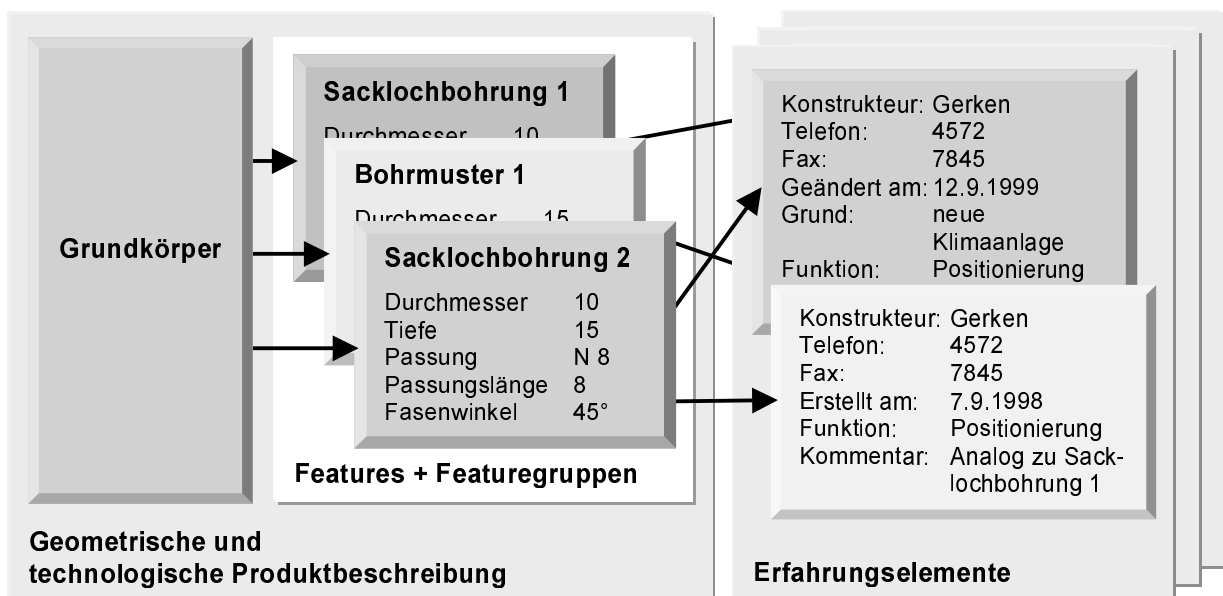 Grundkörper
Sacklochbohrung 1
Durchmesser 10
Bohrmuster 1
Durchmesser 15
Sacklochbohrung 2
Durchmesser 10
Tiefe 15
Passung N 8
Passungslänge 8
Fasenwinkel 45°
Features + Featuregruppen
Geometrische und
technologische Produktbeschreibung
Konstrukteur: Gerken
Telefon: 4572
Fax: 7845
Geändert am: 12.9.1999
Grund: neue
Klimaanlage
Funktion: Positionierung
Konstrukteur: Gerken
Telefon: 4572
Fax: 7845
Erstellt am: 7.9.1998
Funktion: Positionierung
Kommentar: Analog zu Sack-
lochbohrung 1
Erfahrungselemente